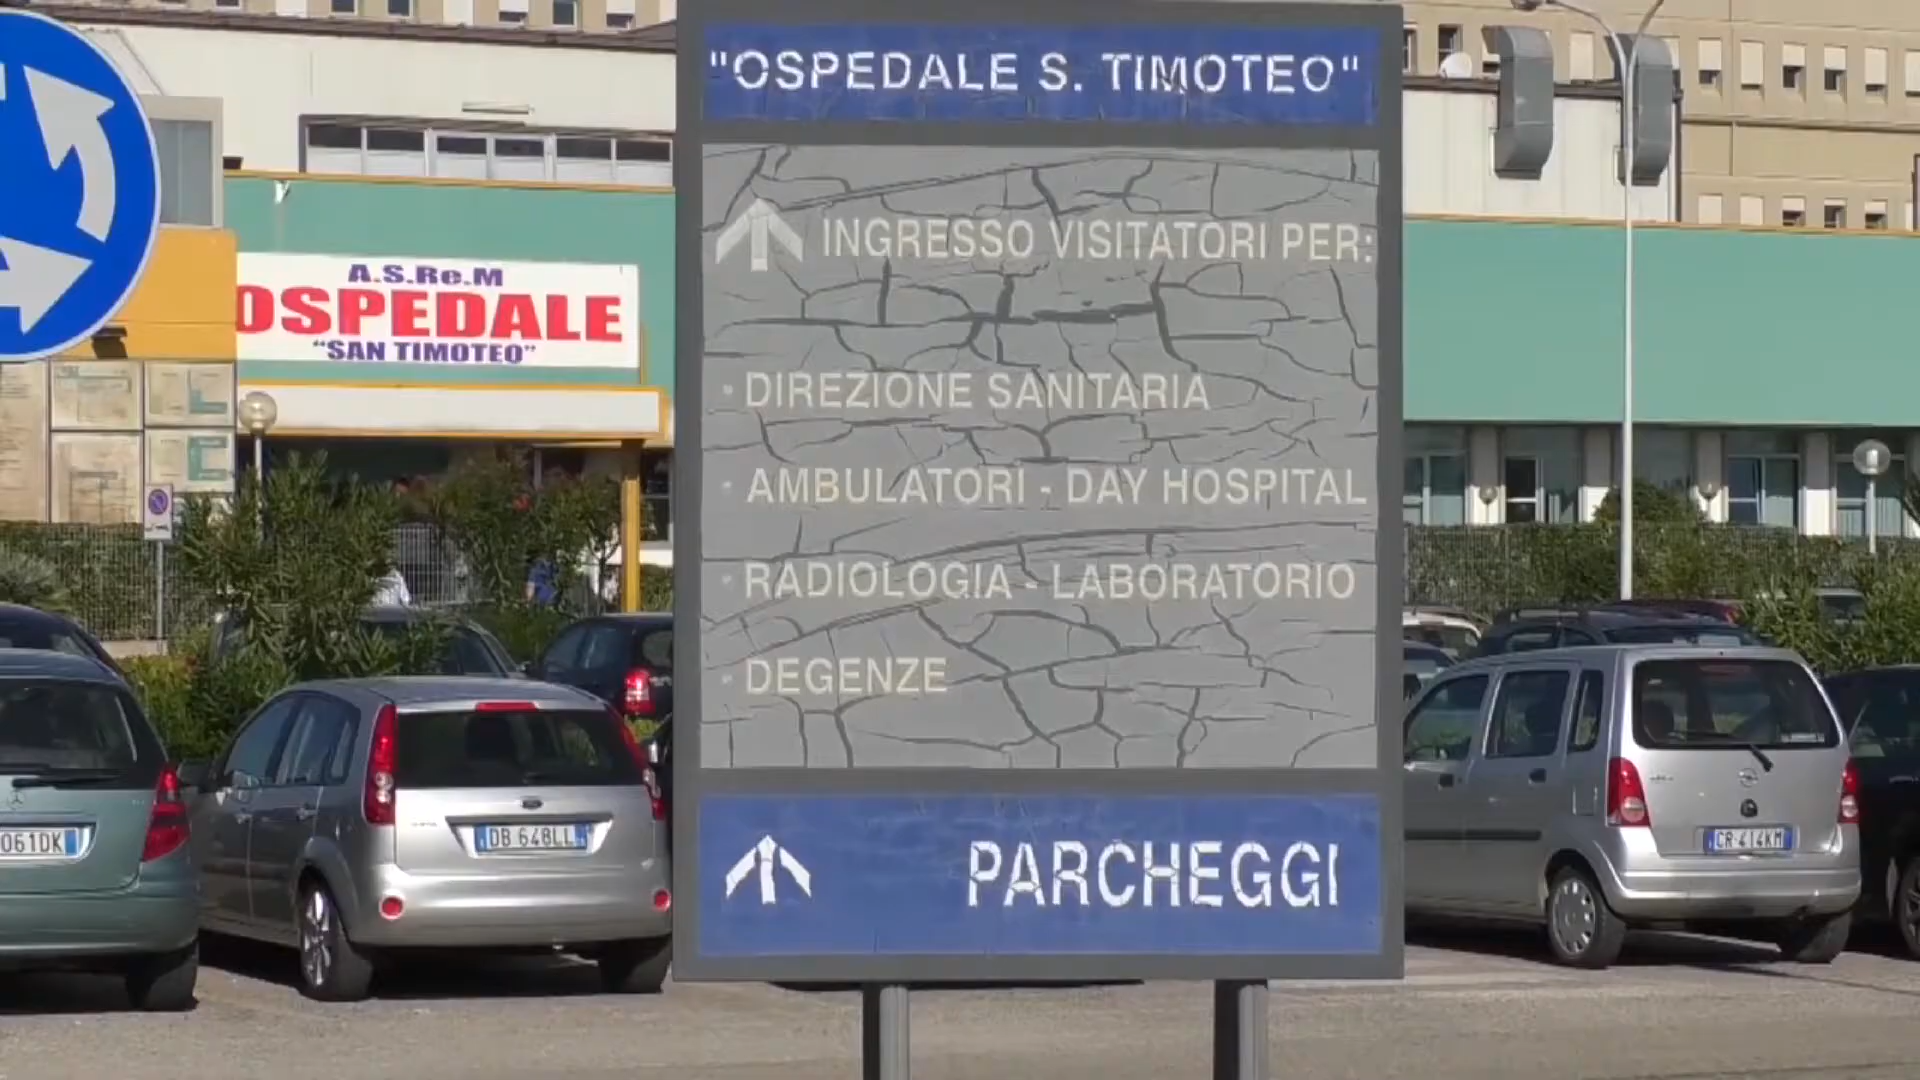 "OSPEDALE S. TIMOTEO"
INGRESSO VISITATORI PER:
· DIREZIONE SANITARIA
· AMBULATORI - DAY HOSPITAL
· RADIOLOGIA - LABORATORIO
· DEGENZE
PARCHEGGI
A.S.Re.M
OSPEDALE
"SAN TIMOTEO"
061DK
DB 648LL
CR 414KM